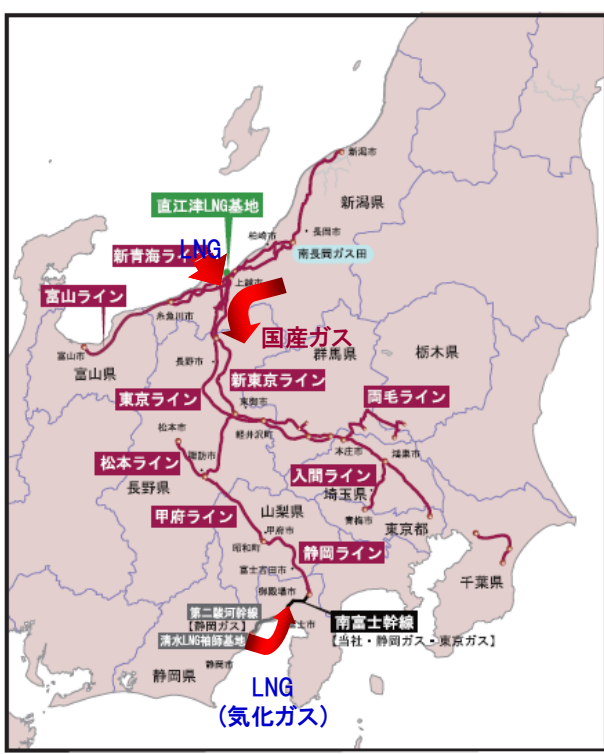 新潟市
新潟県
直江津LNG基地
柏崎市
長岡市
新青海ライ
LNG
南長岡ガス田
上越市
富山ライン
糸魚川市
国産ガス
富山市
長野市
群馬県
栃木県
富山県
新東京ライン
東京ライン
東御市
両毛ライン
松本市
軽井沢町
本庄市
鴻巣市
諏訪市
松本ライン
入間ライン
長野県
埼玉県
山梨県
甲府ライン
青梅市
東京都
甲府市
昭和町
静岡ライン
富士吉田市
千葉県
御殿場市
第二駿河幹線
【静岡ガス】
南富士幹線
富士市
清水LNG袖師基地
【当社・静岡ガス・東京ガス】
静岡市
静岡県
LNG
(気化ガス)